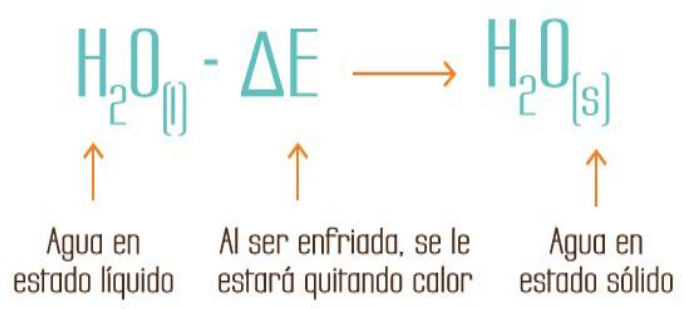 H₂O(l) - ΔE → H₂O(s)
Agua en
estado líquido
Al ser enfriada, se le
estará quitando calor
Agua en
estado sólido